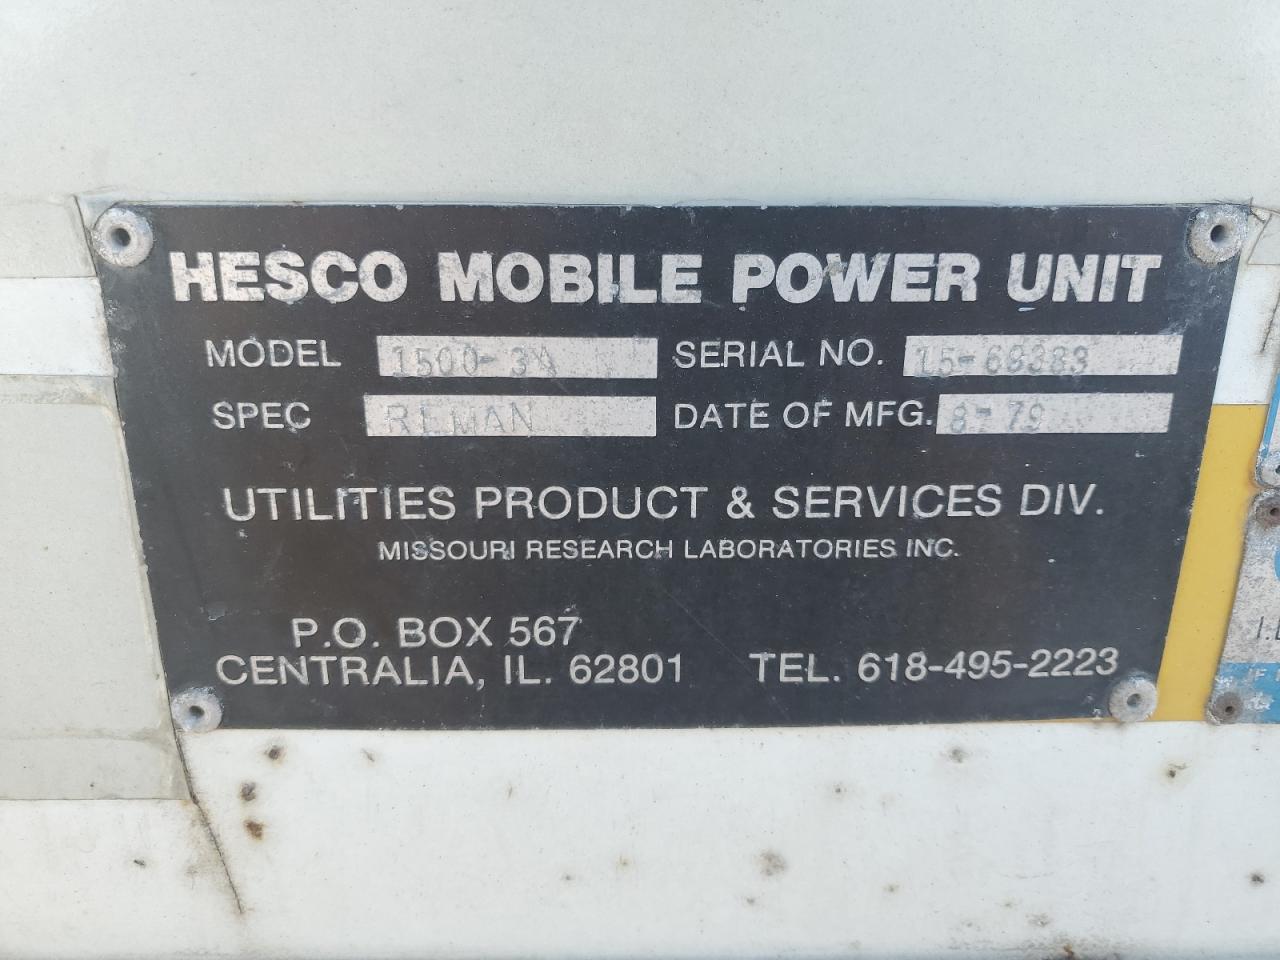 HESCO MOBILE POWER UNIT
MODEL 1500-3A SERIAL NO. 15-68383
SPEC REMAN DATE OF MFG. 8-79
UTILITIES PRODUCT & SERVICES DIV.
MISSOURI RESEARCH LABORATORIES INC.
P.O. BOX 567
CENTRALIA, IL. 62801 TEL. 618-495-2223